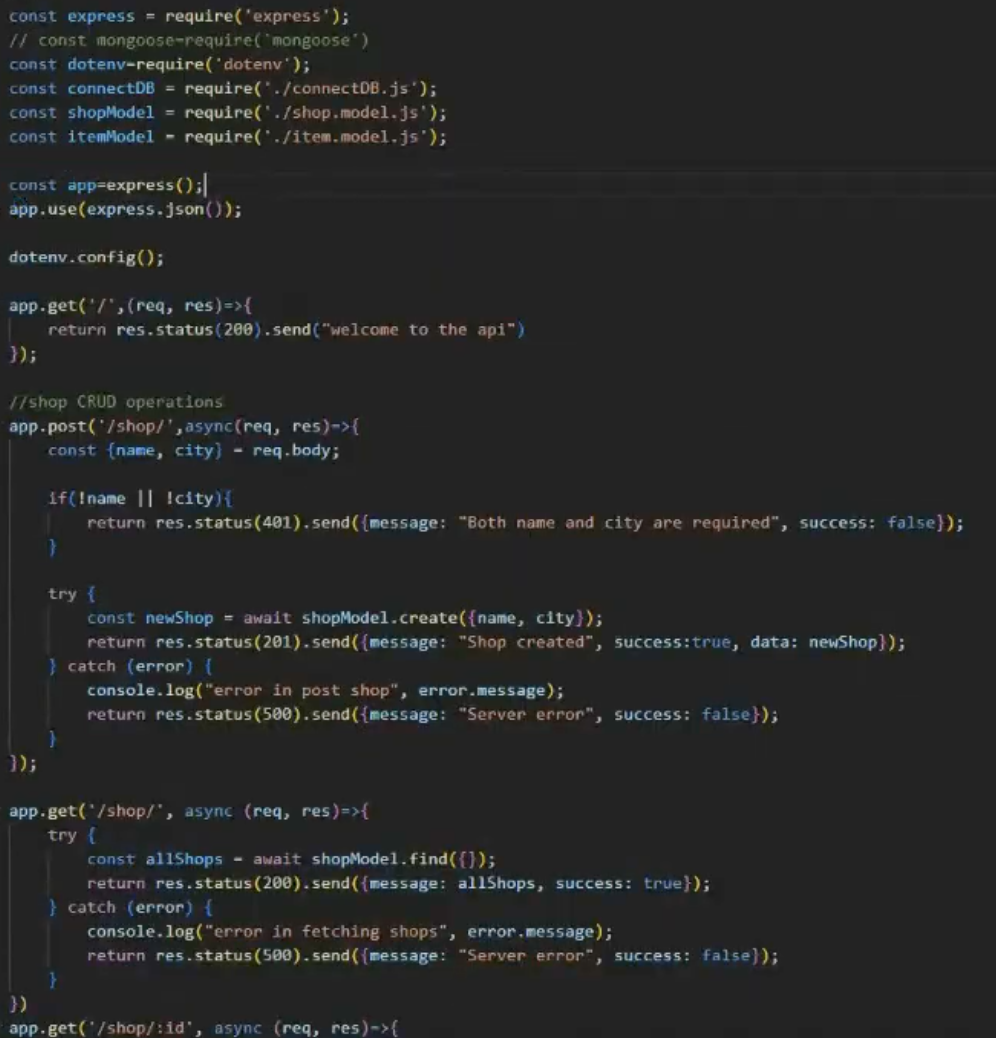 const express = require('express');
// const mongoose=require('mongoose')
const dotenv=require('dotenv');
const connectDB = require('./connectDB.js');
const shopModel = require('./shop.model.js');
const itemModel = require('./item.model.js');
const app=express();
app.use(express.json());
dotenv.config();
app.get('/',(req, res)=>{
return res.status(200).send("welcome to the api")
});
//shop CRUD operations
app.post('/shop/',async(req, res)=>{
const {name, city} = req.body;
if(!name || !city){
return res.status(401).send({message: "Both name and city are required", success: false});
}
try {
const newShop = await shopModel.create({name, city});
return res.status(201).send({message: "Shop created", success:true, data: newShop});
} catch (error) {
console.log("error in post shop", error.message);
return res.status(500).send({message: "Server error", success: false});
}
});
app.get('/shop/', async (req, res)=>{
try {
const allShops = await shopModel.find({});
return res.status(200).send({message: allShops, success: true});
} catch (error) {
console.log("error in fetching shops", error.message);
return res.status(500).send({message: "Server error", success: false});
}
})
app.get('/shop/:id', async (req, res)=>{